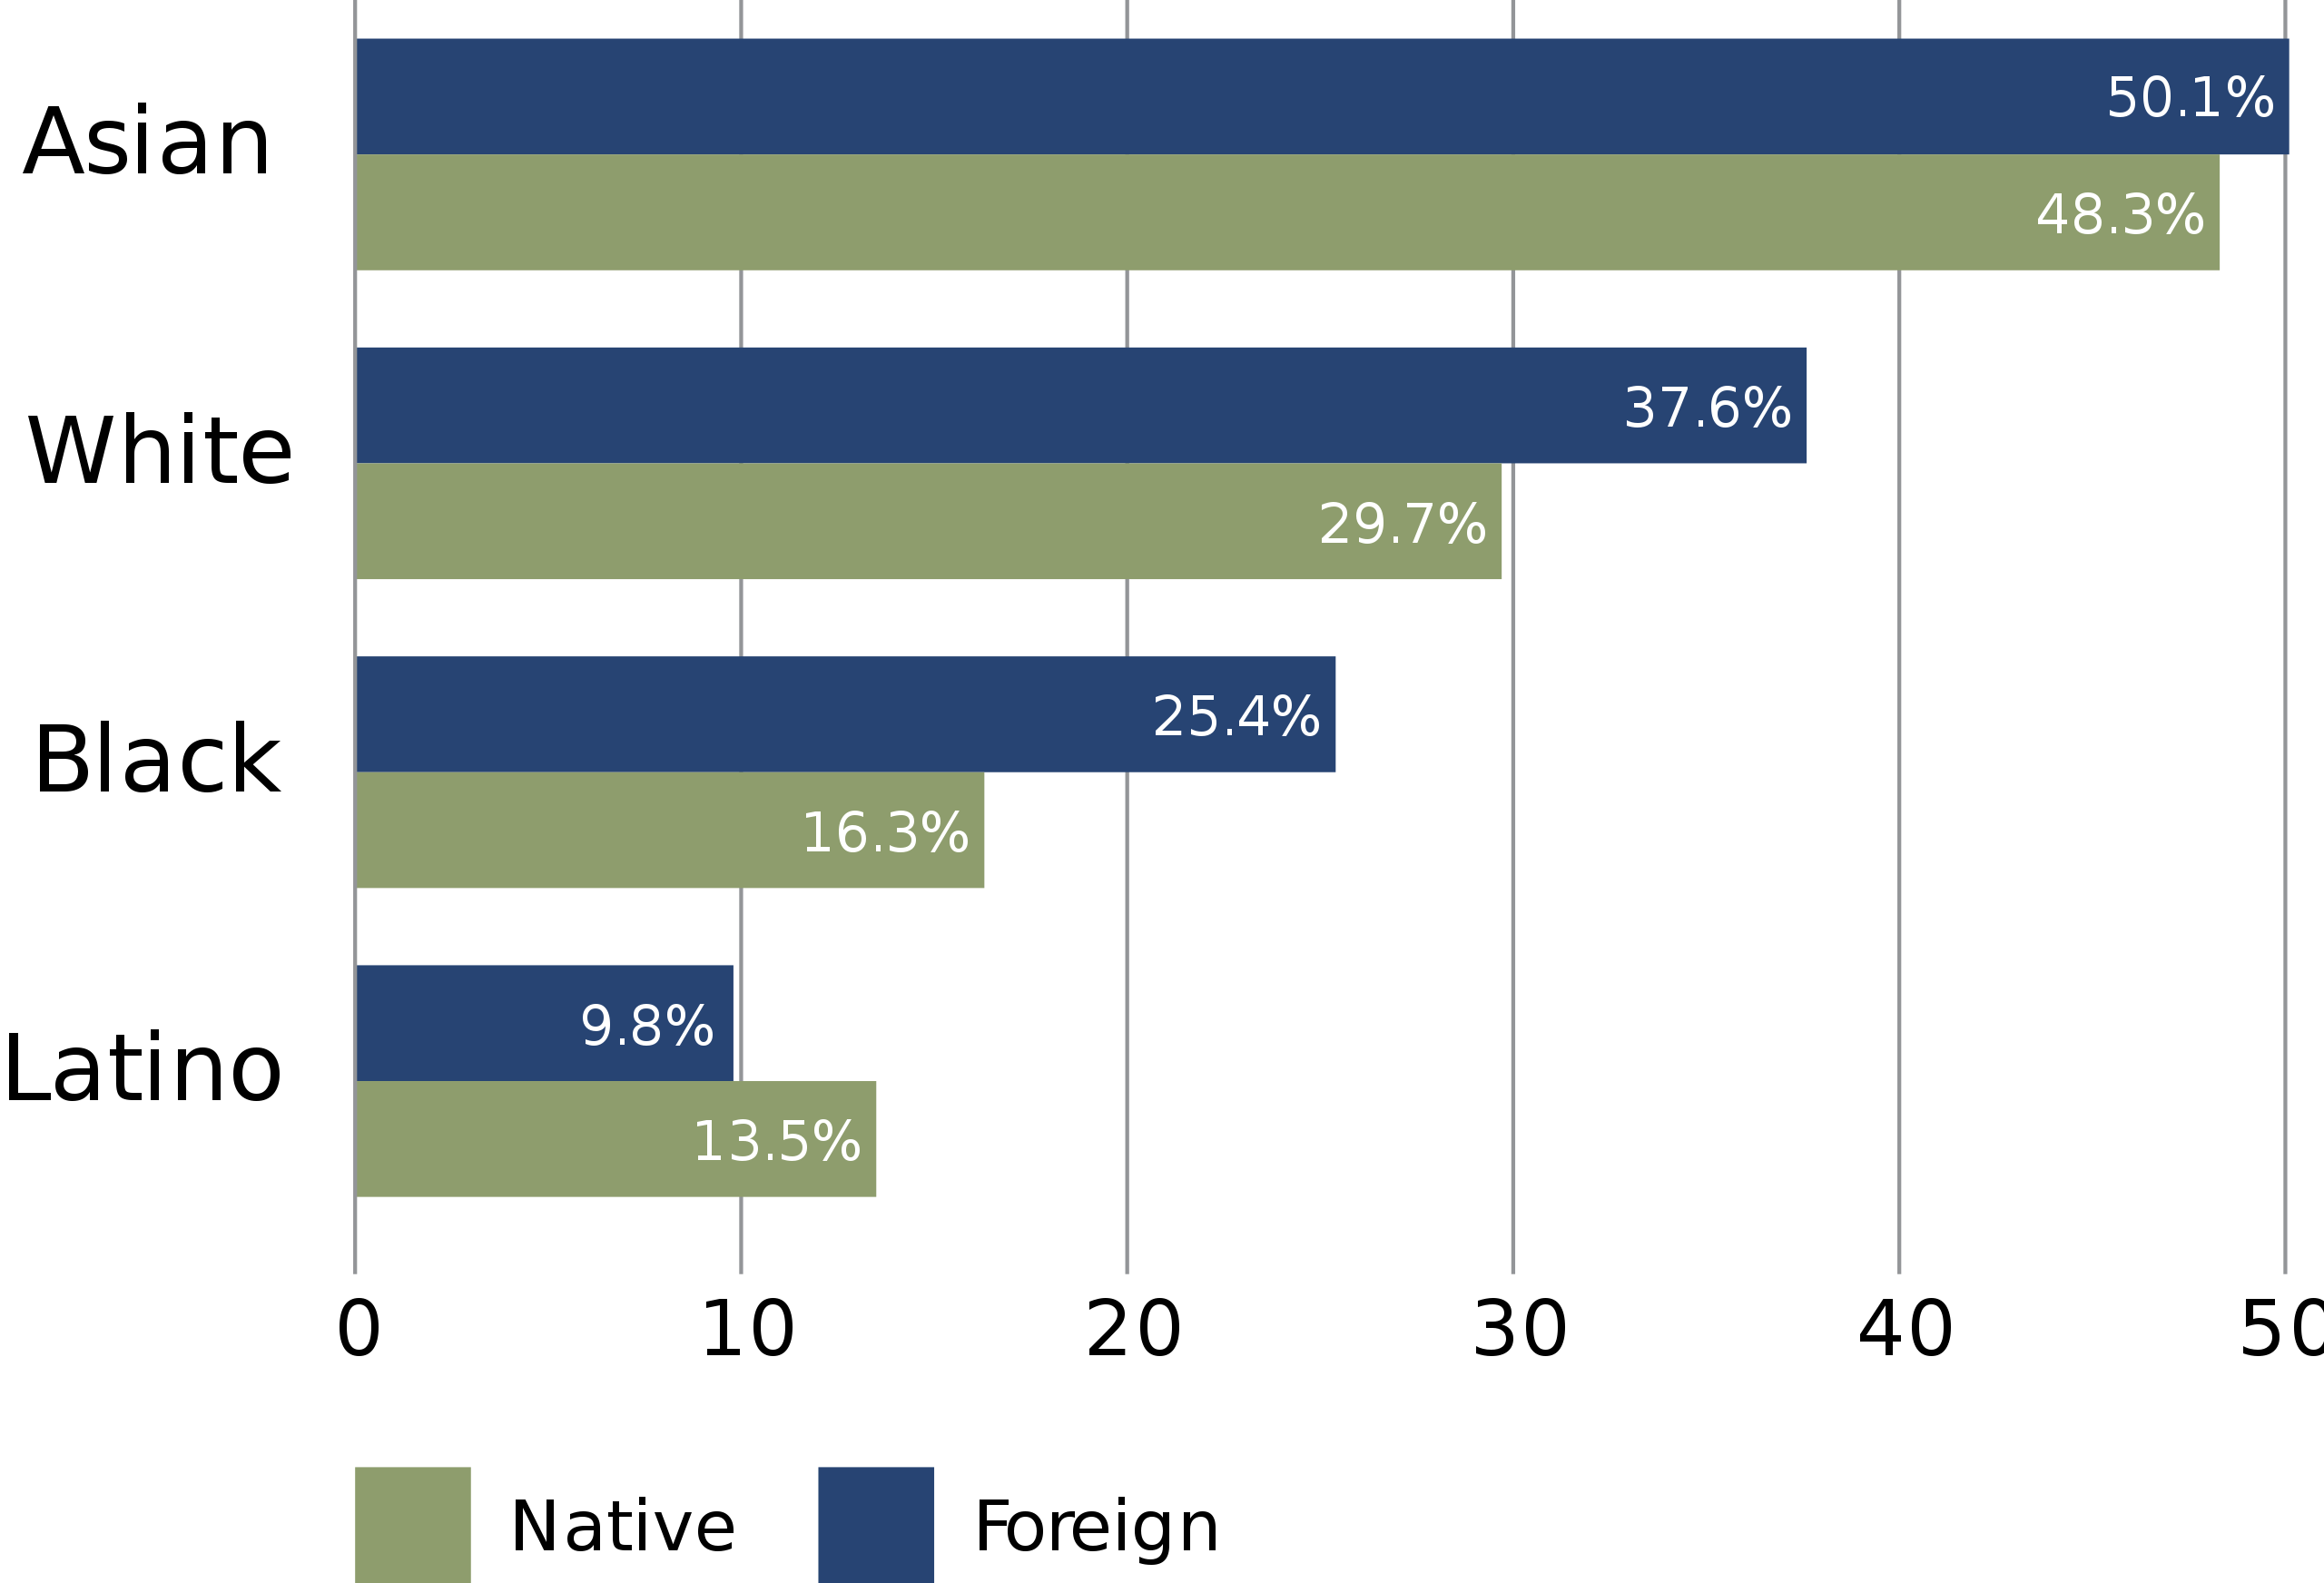 50.1%
Asian
48.3%
37.6%
White
29.7%
25.4%
Black
16.3%
9.8%
Latino
13.5%
0 10 20 30 40 50
Native Foreign